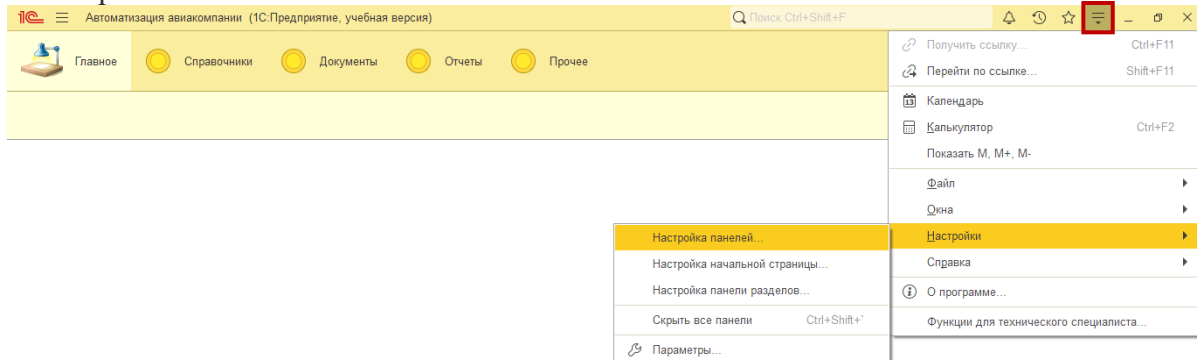 1С Автоматизация авиакомпании (1С:Предприятие, учебная версия) Поиск Ctrl+Shift+F
Главное Справочники Документы Отчеты Прочее
Получить ссылку... Ctrl+F11
Перейти по ссылке... Shift+F11
13 Календарь
Калькулятор Ctrl+F2
Показать M, M+, M-
Файл
Окна
Настройки
Справка
О программе...
Функции для технического специалиста...
Настройка панелей...
Настройка начальной страницы...
Настройка панели разделов...
Скрыть все панели Ctrl+Shift+`
Параметры...